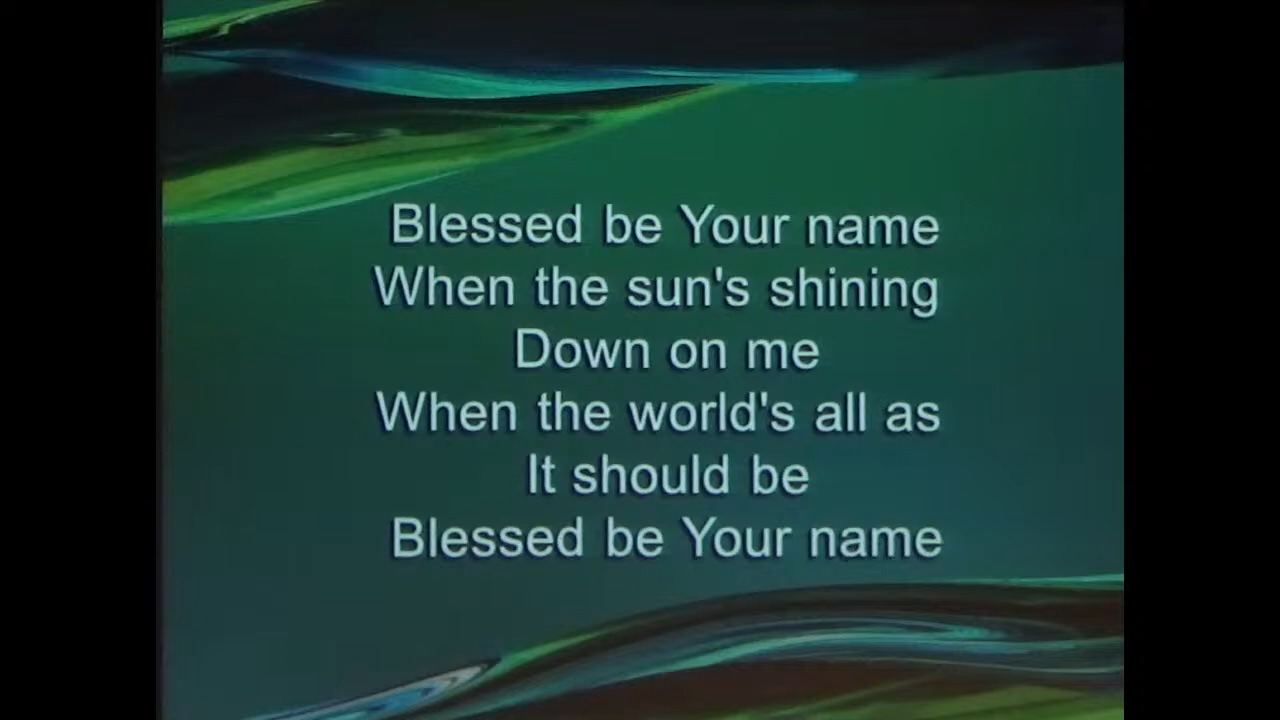 Blessed be Your name
When the sun's shining
Down on me
When the world's all as
It should be
Blessed be Your name